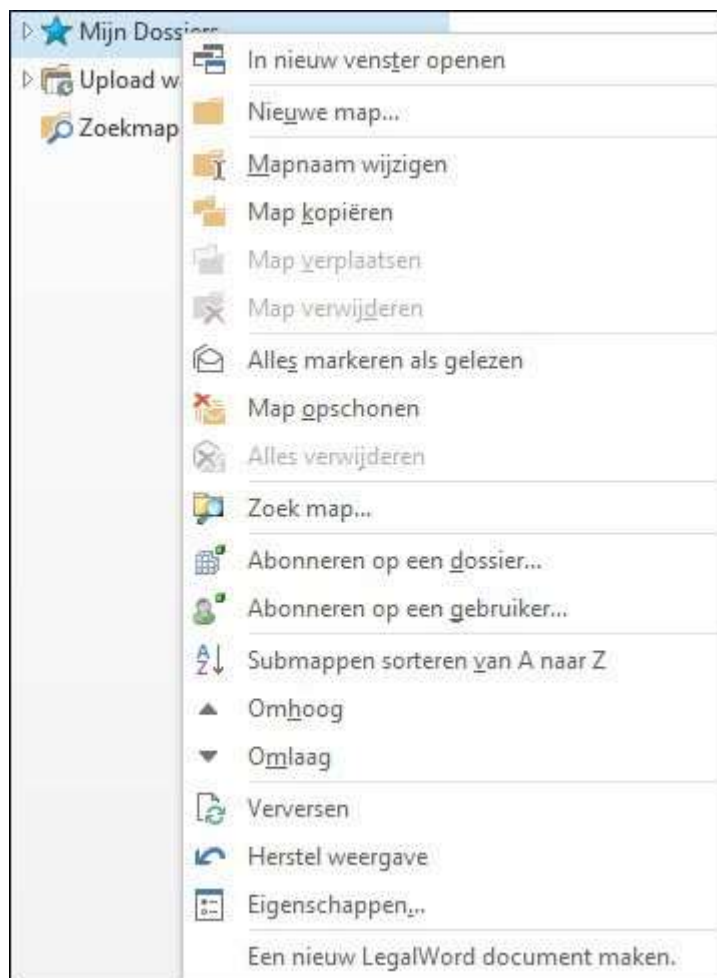 Mijn Dossiers
In nieuw venster openen
Upload w
Nieuwe map...
Zoekmap
Mapnaam wijzigen
Map kopiëren
Map verplaatsen
Map verwijderen
Alles markeren als gelezen
Map opschonen
Alles verwijderen
Zoek map...
Abonneren op een dossier...
Abonneren op een gebruiker...
Submappen sorteren van A naar Z
Omhoog
Omlaag
Verversen
Herstel weergave
Eigenschappen...
Een nieuw LegalWord document maken.